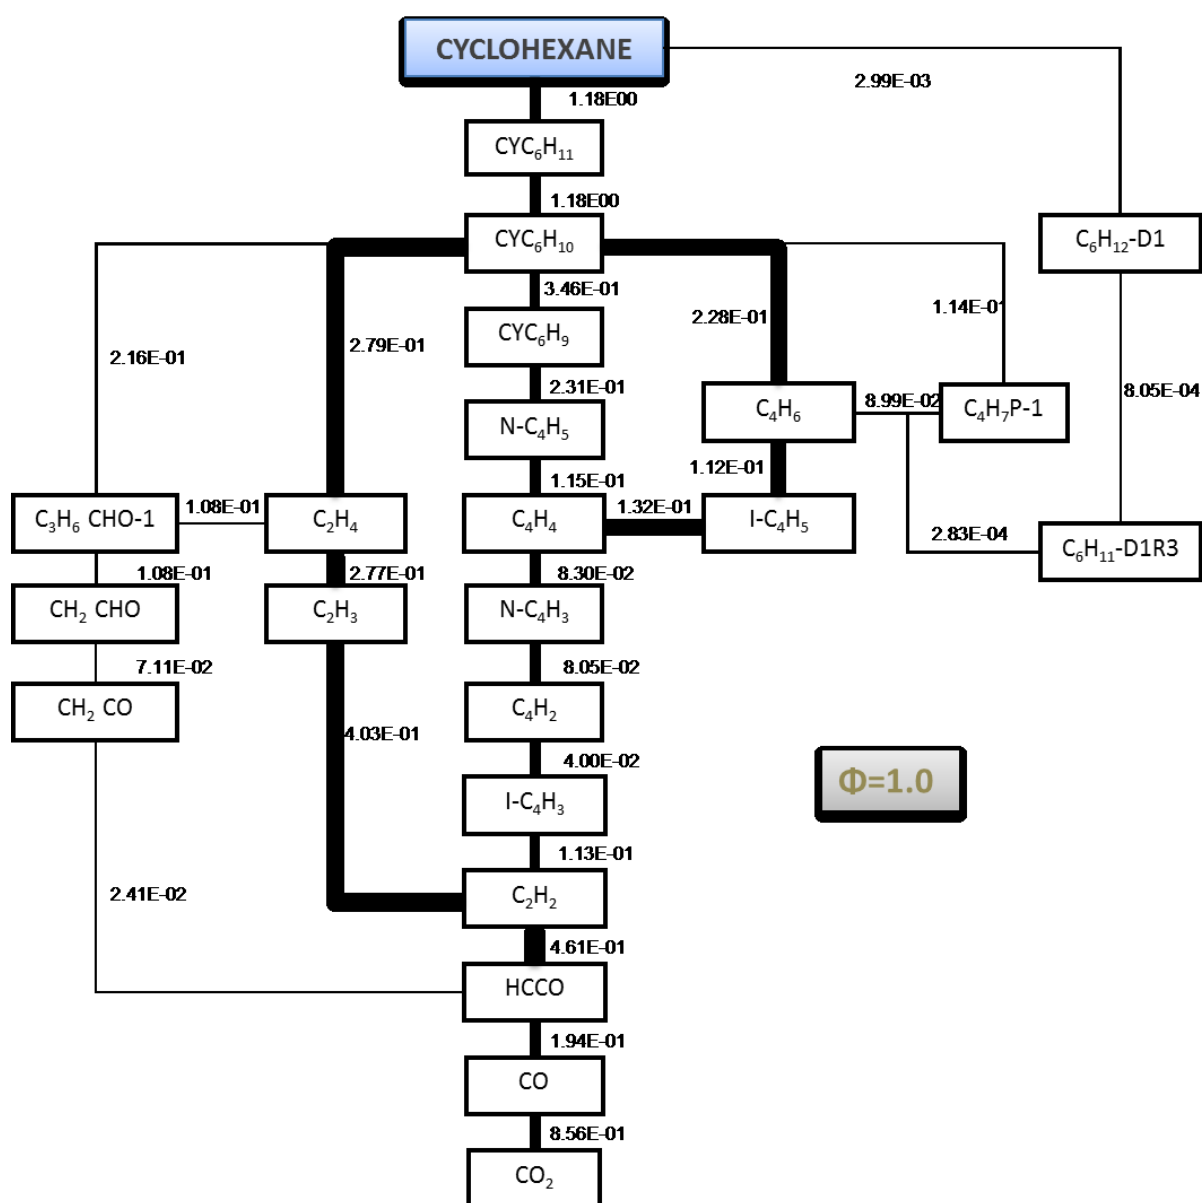 CYCLOHEXANE
2.99E-03
1.18E00
CYC₆H₁₁
1.18E00
CYC₆H₁₀
C₆H₁₂-D1
3.46E-01
2.28E-01
1.14E-01
CYC₆H₉
2.16E-01
2.79E-01
2.31E-01
8.05E-04
C₄H₆
8.99E-02
C₄H₇P-1
N-C₄H₅
1.12E-01
1.15E-01
C₃H₆ CHO-1
1.08E-01
C₂H₄
C₄H₄
1.32E-01
I-C₄H₅
2.83E-04
C₆H₁₁-D1R3
1.08E-01
2.77E-01
8.30E-02
CH₂ CHO
C₂H₃
N-C₄H₃
7.11E-02
8.05E-02
CH₂ CO
C₄H₂
4.03E-01
4.00E-02
Φ=1.0
I-C₄H₃
1.13E-01
2.41E-02
C₂H₂
4.61E-01
HCCO
1.94E-01
CO
8.56E-01
CO₂